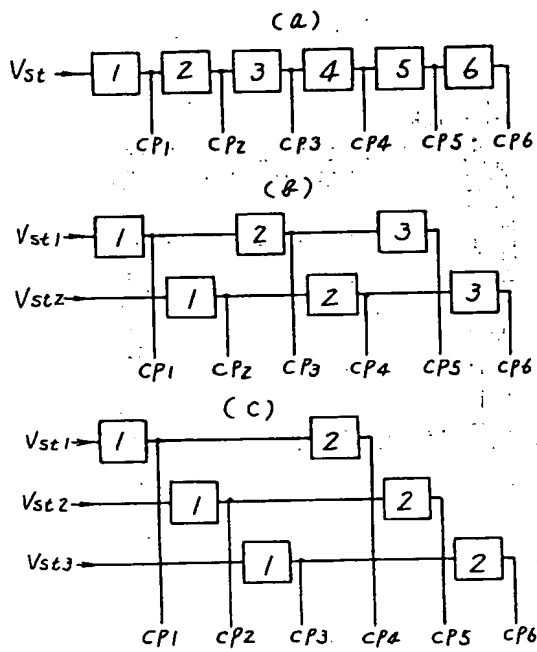 (a)
Vst 1 2 3 4 5 6
CP1 CP2 CP3 CP4 CP5 CP6
(b)
Vst1 1 2 3
Vst2 1 2 3
CP1 CP2 CP3 CP4 CP5 CP6
(C)
Vst1 1 2
Vst2 1 2
Vst3 1 2
CP1 CP2 CP3 CP4 CP5 CP6